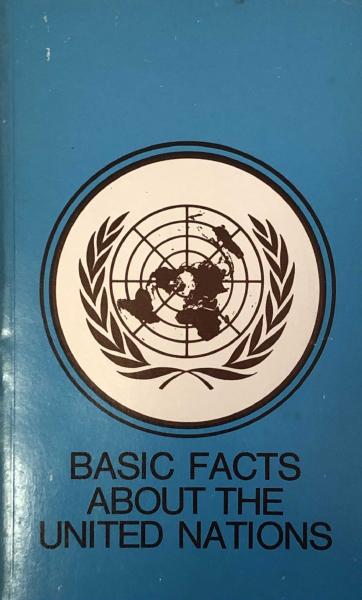 BASIC FACTS
ABOUT THE
UNITED NATIONS